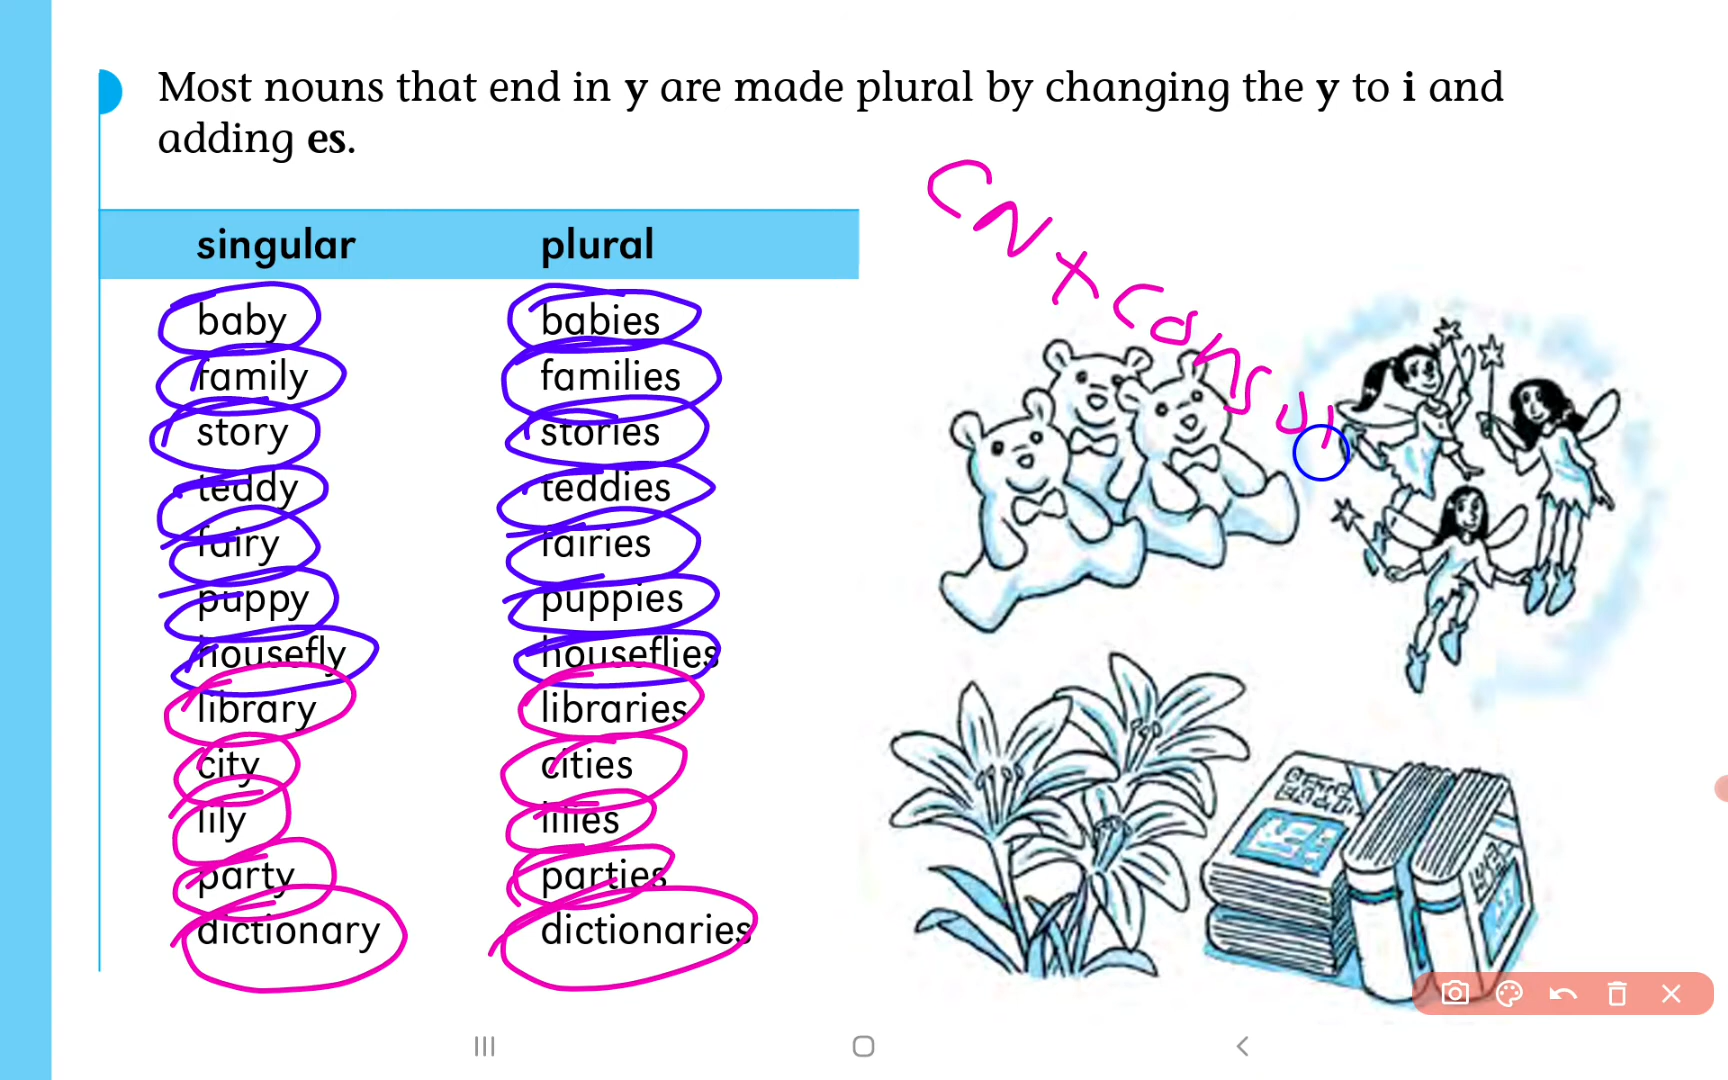 Most nouns that end in y are made plural by changing the y to i and
adding es.
singular plural
baby babies
family families
story stories
teddy teddies
fairy fairies
puppy puppies
housefly houseflies
library libraries
city cities
lily lilies
party parties
dictionary dictionaries
CN + cons